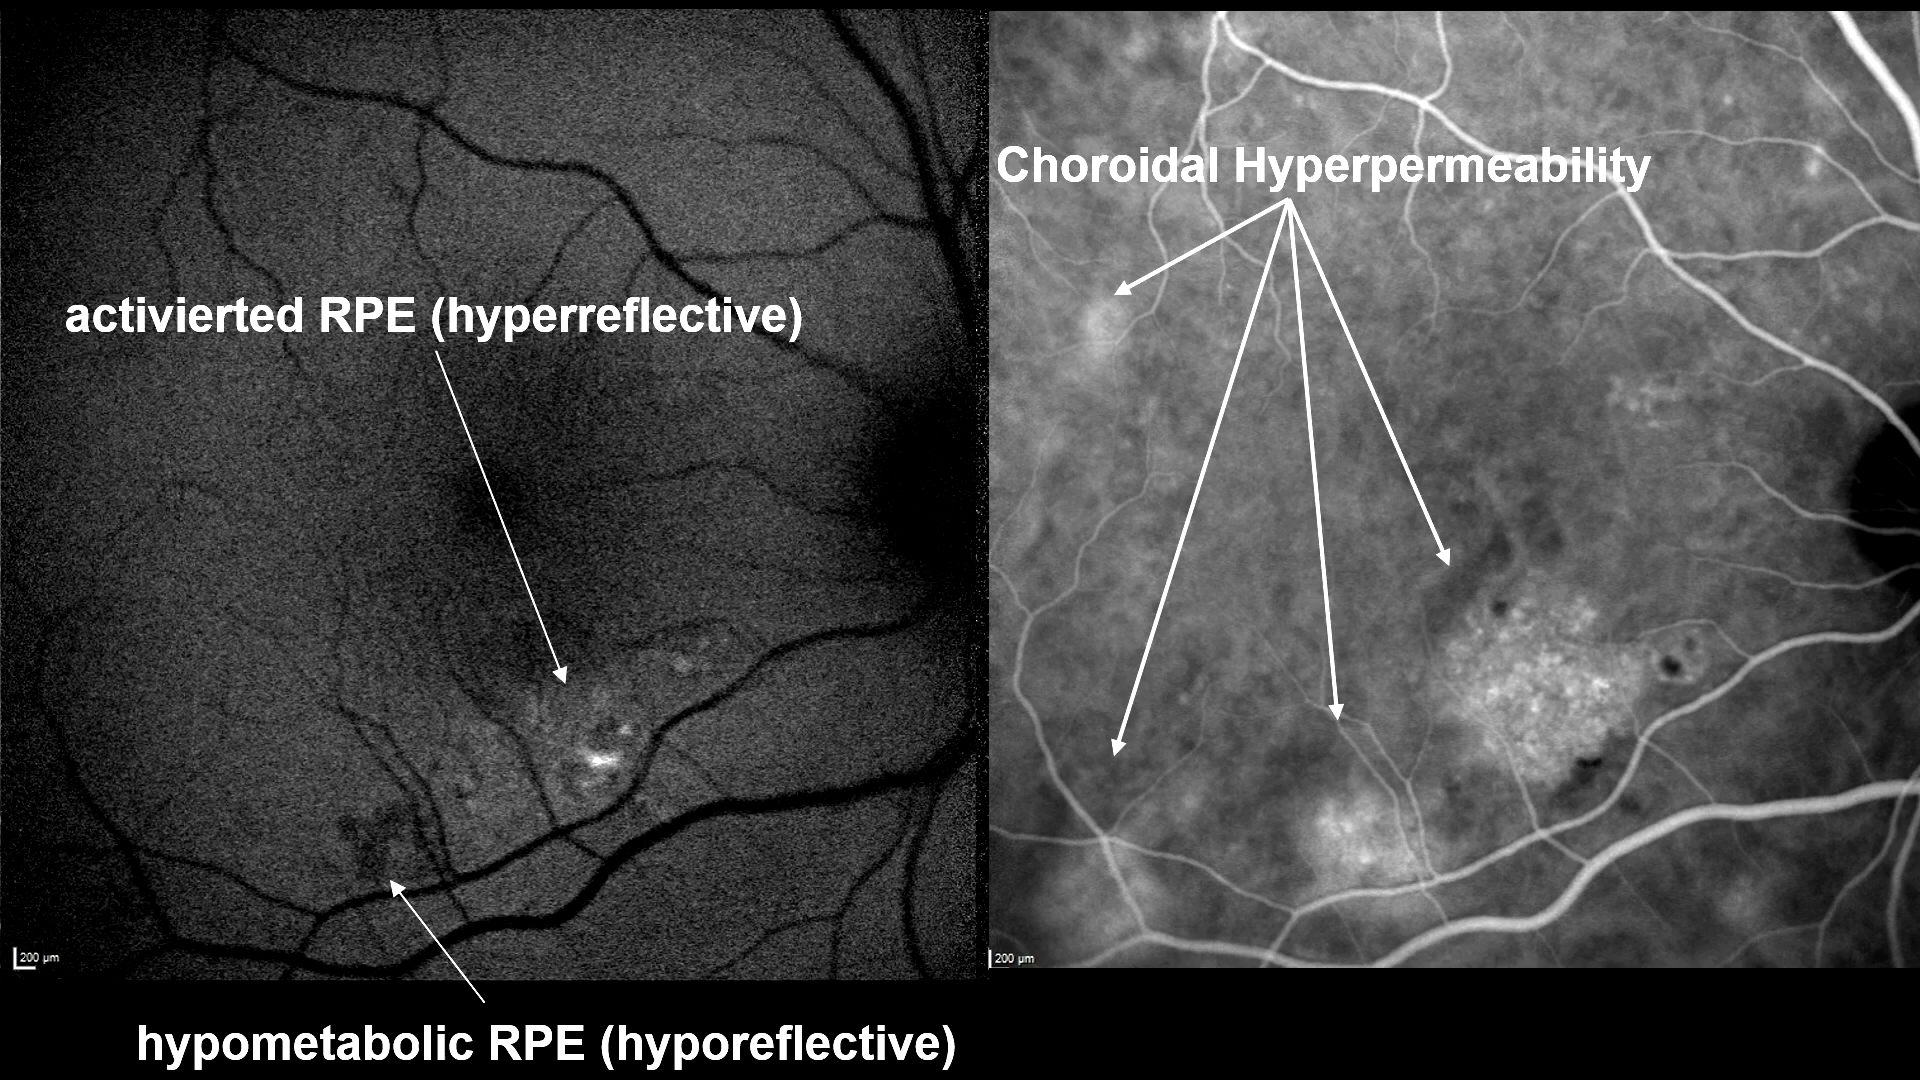 Choroidal Hyperpermeability
activierted RPE (hyperreflective)
200 µm
200 µm
hypometabolic RPE (hyporeflective)